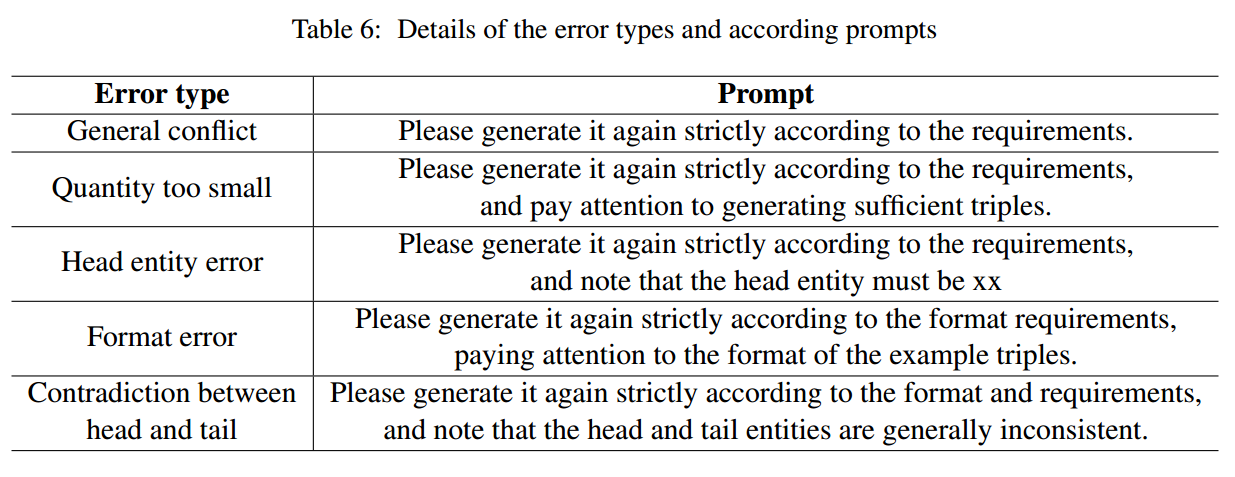 Table 6: Details of the error types and according prompts
Error type Prompt
General conflict Please generate it again strictly according to the requirements.
Quantity too small
Please generate it again strictly according to the requirements,
and pay attention to generating sufficient triples.
Head entity error
Please generate it again strictly according to the requirements,
and note that the head entity must be xx
Format error
Please generate it again strictly according to the format requirements,
paying attention to the format of the example triples.
Contradiction between
head and tail
Please generate it again strictly according to the format and requirements,
and note that the head and tail entities are generally inconsistent.